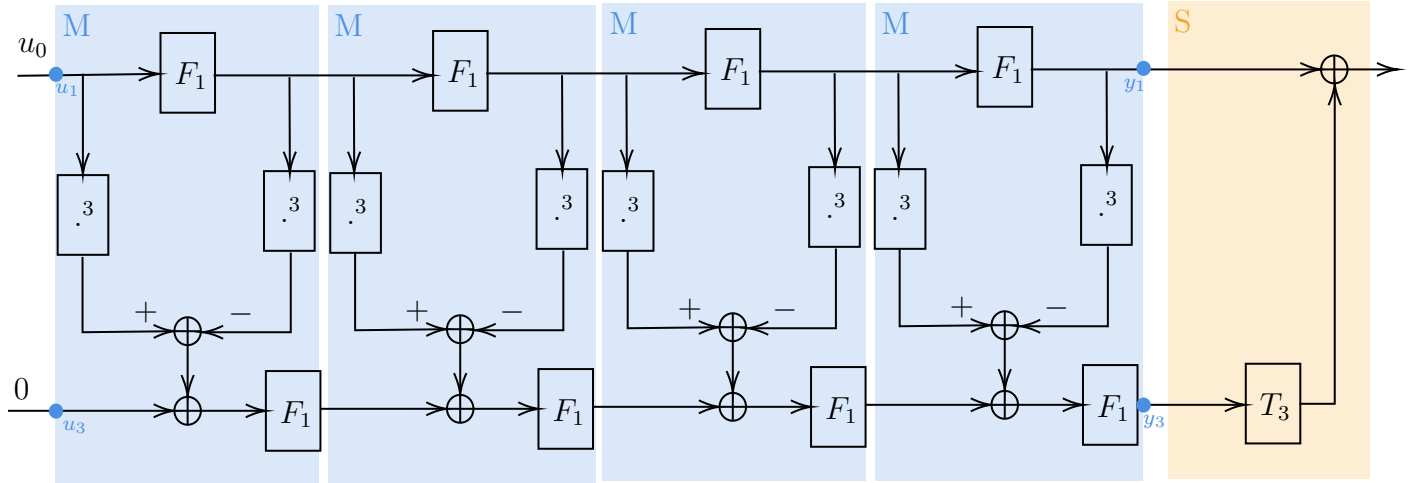 M M M M S
u₀ F₁ F₁ F₁ F₁
u₁ y₁
·³ ·³ ·³ ·³ ·³ ·³ ·³ ·³
+ − + − + − + −
0 F₁ F₁ F₁ F₁ T₃
u₃ y₃